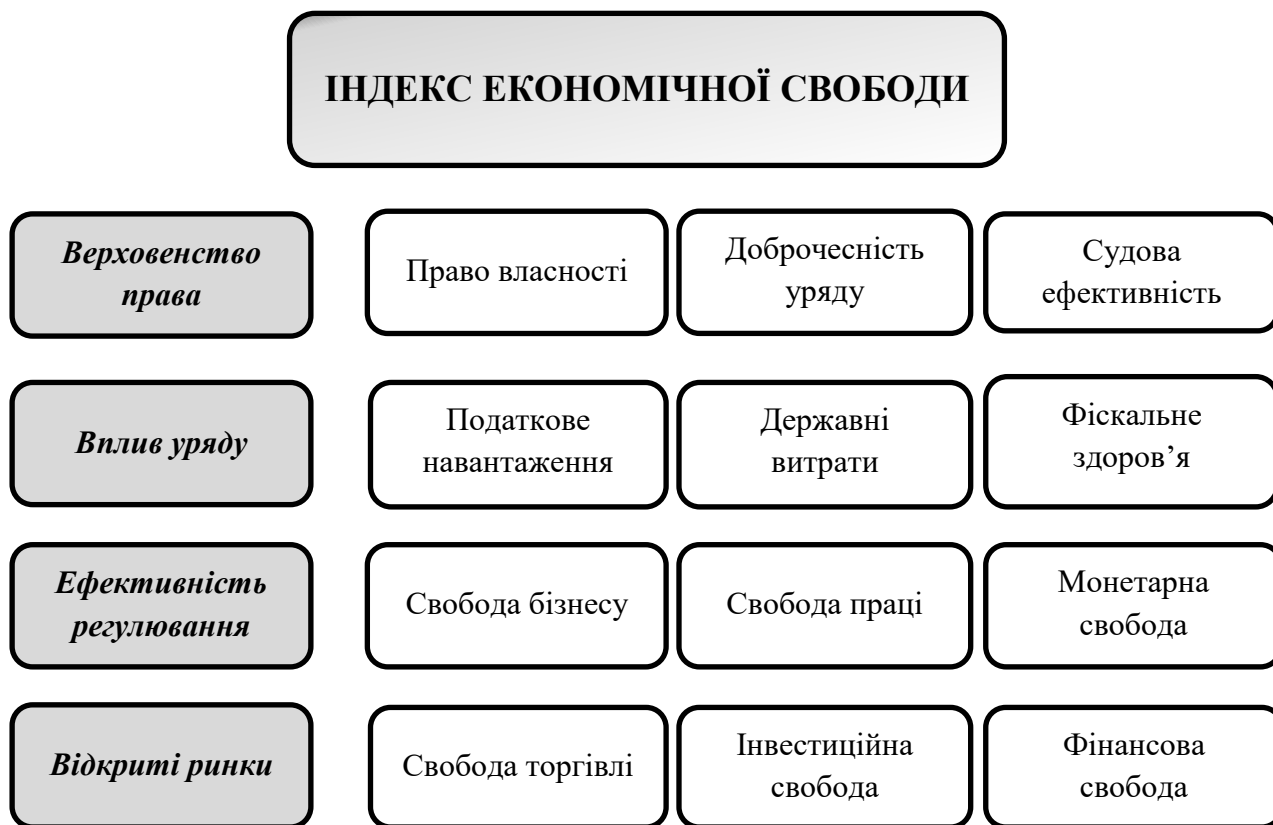 ІНДЕКС ЕКОНОМІЧНОЇ СВОБОДИ
Верховенство
права
Право власності
Доброчесність
уряду
Судова
ефективність
Вплив уряду
Податкове
навантаження
Державні
витрати
Фіскальне
здоров’я
Ефективність
регулювання
Свобода бізнесу
Свобода праці
Монетарна
свобода
Відкриті ринки
Свобода торгівлі
Інвестиційна
свобода
Фінансова
свобода